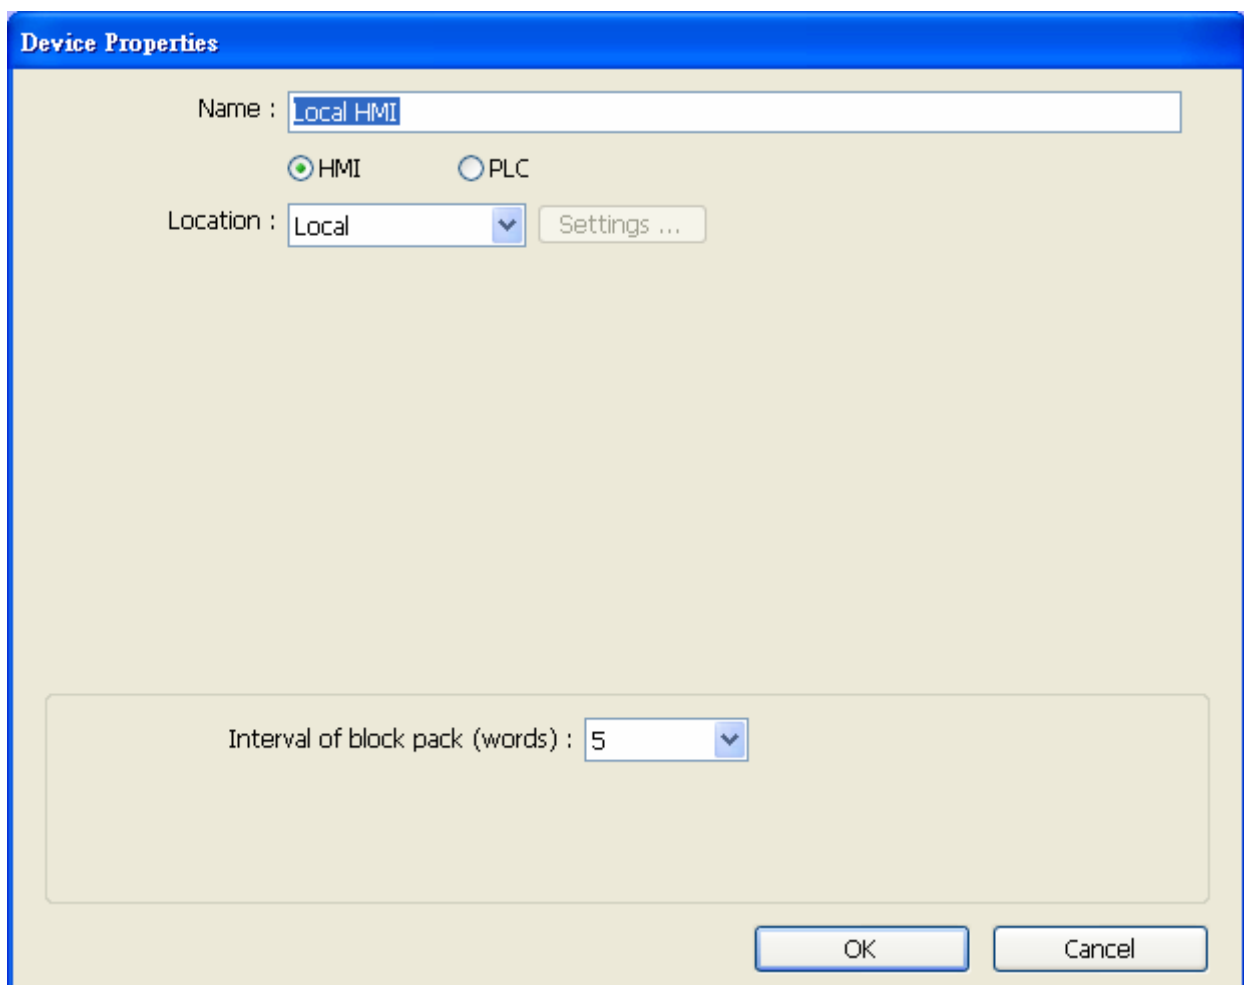 Device Properties
Name : Local HMI
HMI PLC
Location : Local Settings ...
Interval of block pack (words) : 5
OK Cancel